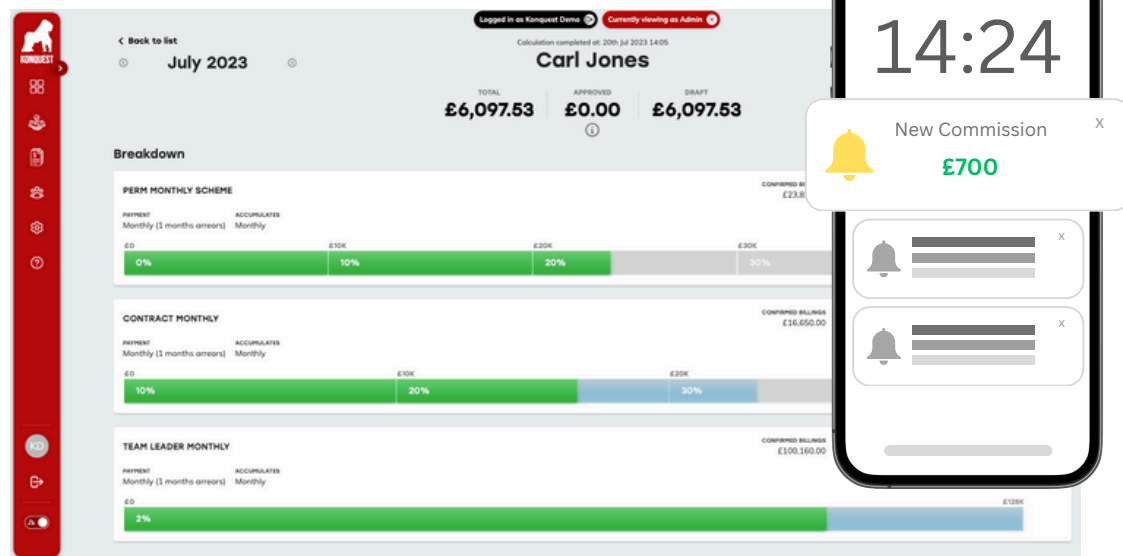 KONQUEST
Logged in as Konquest Demo
Currently viewing as Admin
Back to list
July 2023
Calculation completed at: 20th Jul 2023 14:05
Carl Jones
TOTAL APPROVED DRAFT
£6,097.53 £0.00 £6,097.53
Breakdown
PERM MONTHLY SCHEME
CONFIRMED
£23,8
PAYMENT ACCUMULATES
Monthly (1 months arrears) Monthly
£0 £10K £20K £30K
0% 10% 20% 30%
CONTRACT MONTHLY
CONFIRMED BILLINGS
£16,650.00
PAYMENT ACCUMULATES
Monthly (1 months arrears) Monthly
£0 £10K £20K
10% 20% 30%
TEAM LEADER MONTHLY
CONFIRMED BILLINGS
£100,160.00
PAYMENT ACCUMULATES
Monthly (1 months arrears) Monthly
£0 £128K
2%
KD
14:24
New Commission x
£700
x
x